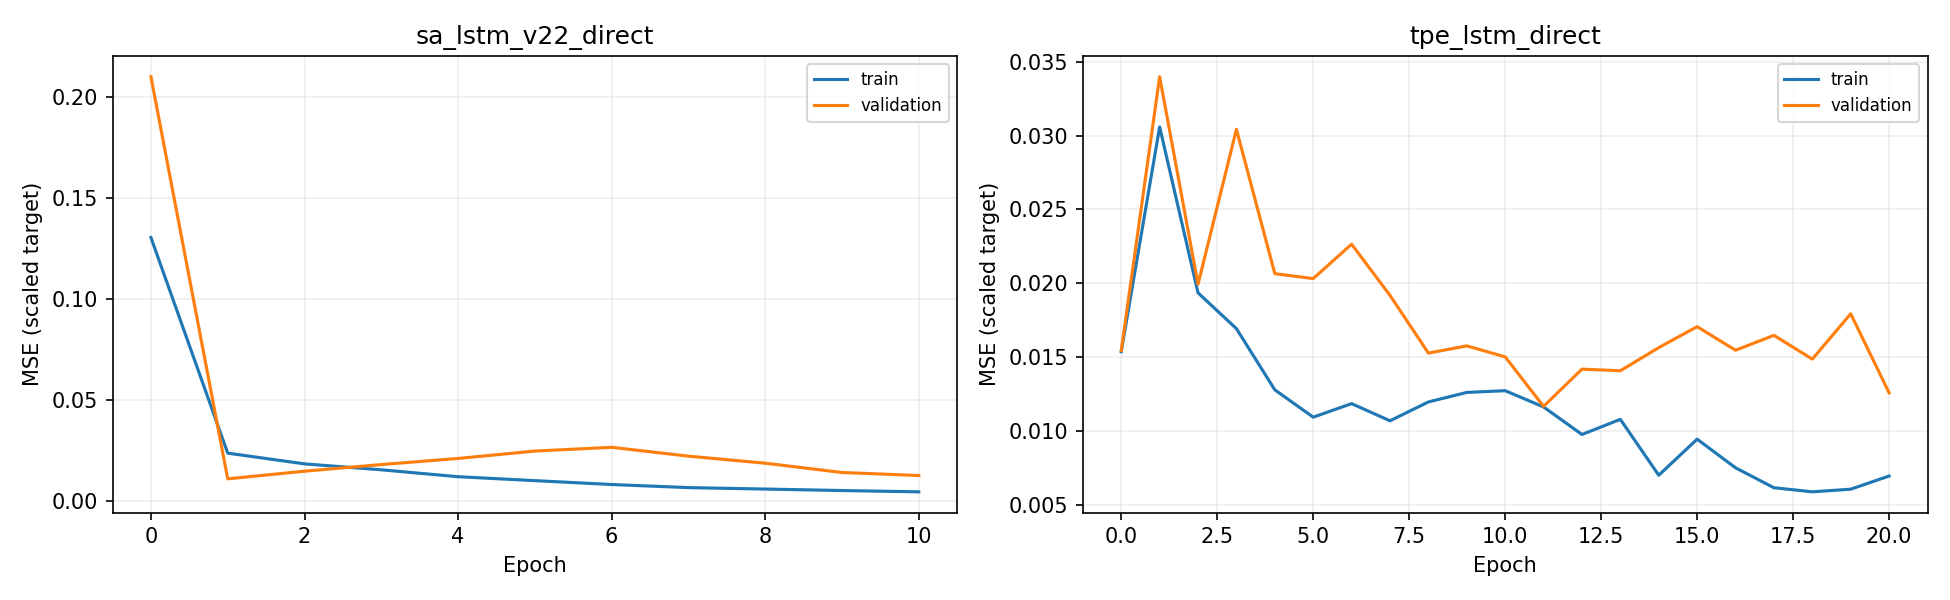 sa_lstm_v22_direct
train
validation
MSE (scaled target)
0.20
0.15
0.10
0.05
0.00
0 2 4 6 8 10
Epoch
tpe_lstm_direct
train
validation
MSE (scaled target)
0.035
0.030
0.025
0.020
0.015
0.010
0.005
0.0 2.5 5.0 7.5 10.0 12.5 15.0 17.5 20.0
Epoch